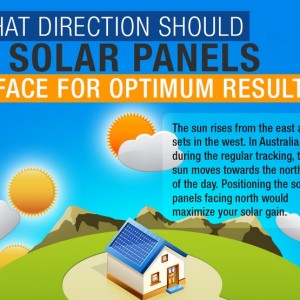 HAT DIRECTION SHOULD
SOLAR PANELS
FACE FOR OPTIMUM RESULT
The sun rises from the east a
sets in the west. In Australia
during the regular tracking, t
sun moves towards the north
of the day. Positioning the so
panels facing north would
maximize your solar gain.